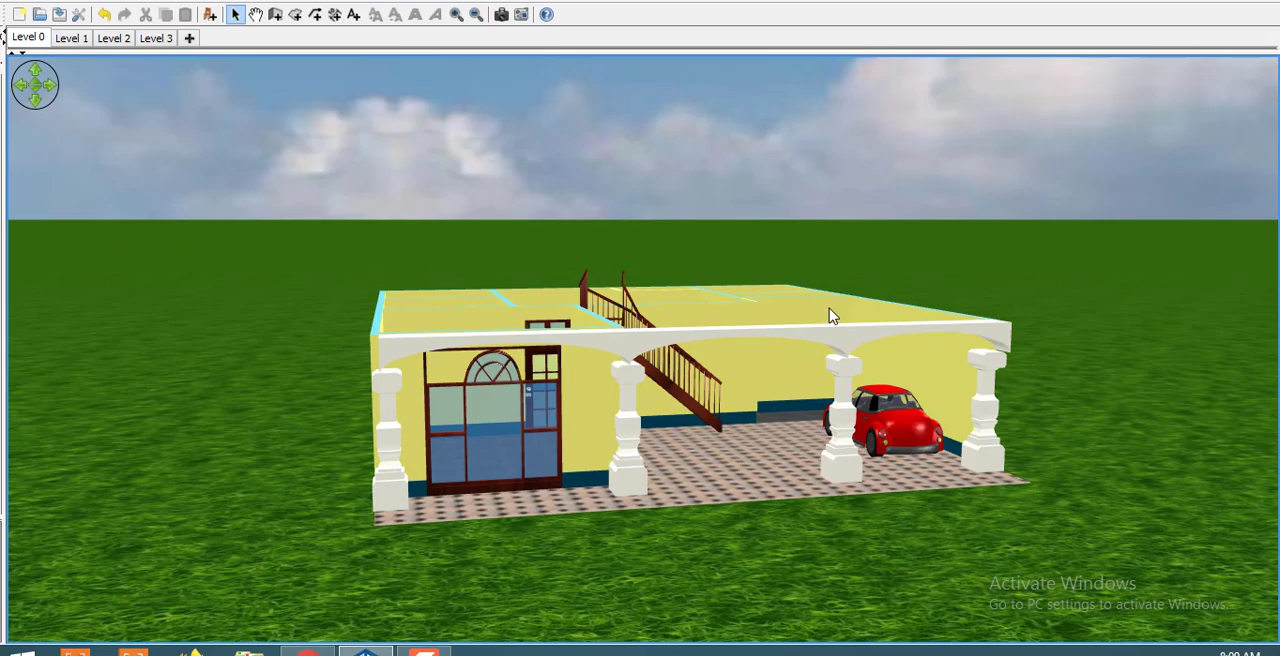 Level 0 Level 1 Level 2 Level 3
Activate Windows
Go to PC settings to activate Windows.